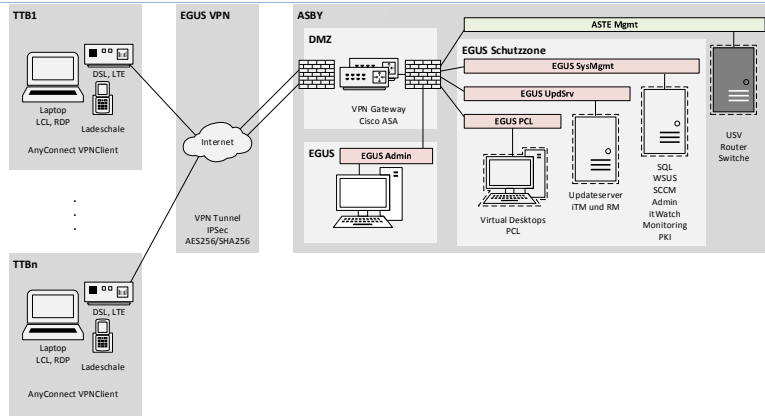 TTB1
DSL, LTE
Laptop
LCL, RDP
Ladeschale
AnyConnect VPNClient
.
.
.
TTBn
DSL, LTE
Laptop
LCL, RDP
Ladeschale
AnyConnect VPNClient
EGUS VPN
Internet
VPN Tunnel
IPSec
AES256/SHA256
ASBY
DMZ
VPN Gateway
Cisco ASA
EGUS
EGUS Admin
ASTE Mgmt
EGUS Schutzzone
EGUS SysMgmt
EGUS UpdSrv
EGUS PCL
Virtual Desktops
PCL
Updateserver
iTM und RM
SQL
WSUS
SCCM
Admin
itWatch
Monitoring
PKI
USV
Router
Switche